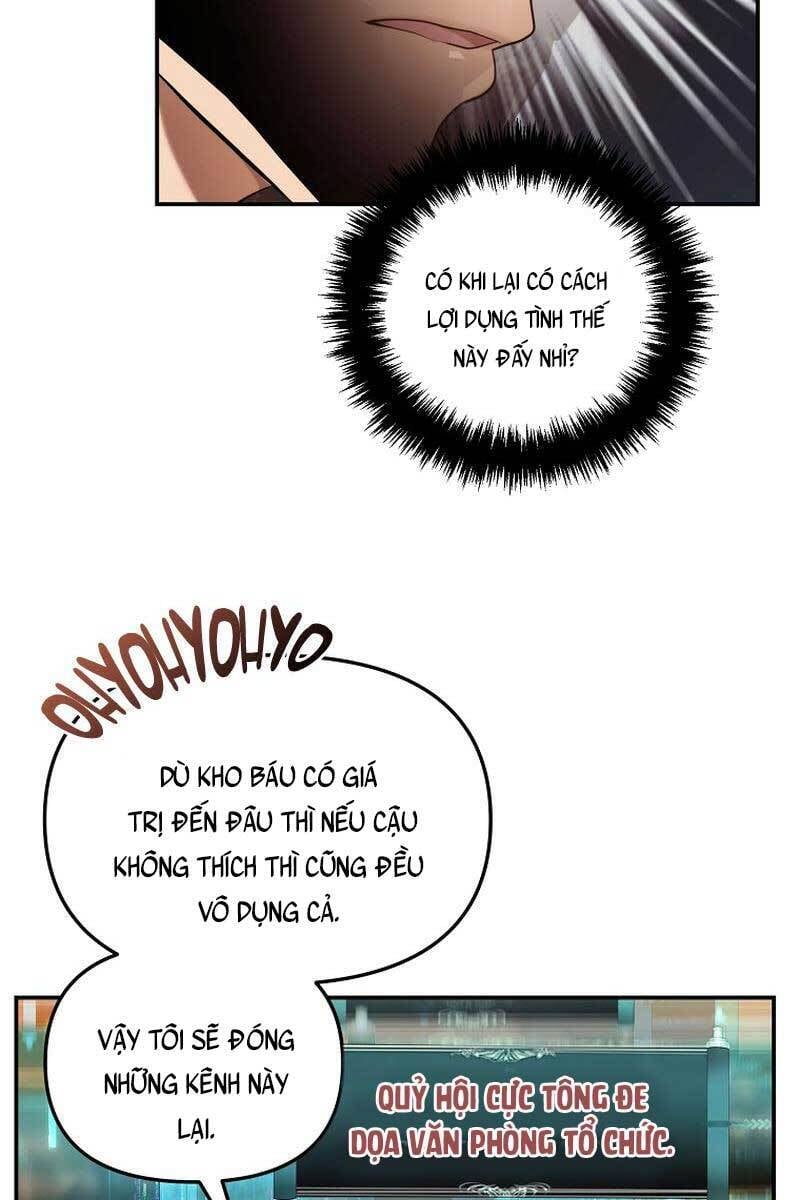 CÓ KHI LẠI CÓ CÁCH
LỢI DỤNG TÌNH THẾ
NÀY ĐẤY NHỈ?
OHYOHYOHYO
DÙ KHO BÁU CÓ GIÁ
TRỊ ĐẾN ĐÂU THÌ NẾU CẬU
KHÔNG THÍCH THÌ CŨNG ĐỀU
VÔ DỤNG CẢ.
VẬY TÔI SẼ ĐÓNG
NHỮNG KÊNH NÀY
LẠI.
QUỶ HỘI CỰC TÔNG ĐE
DỌA VĂN PHÒNG TỔ CHỨC.